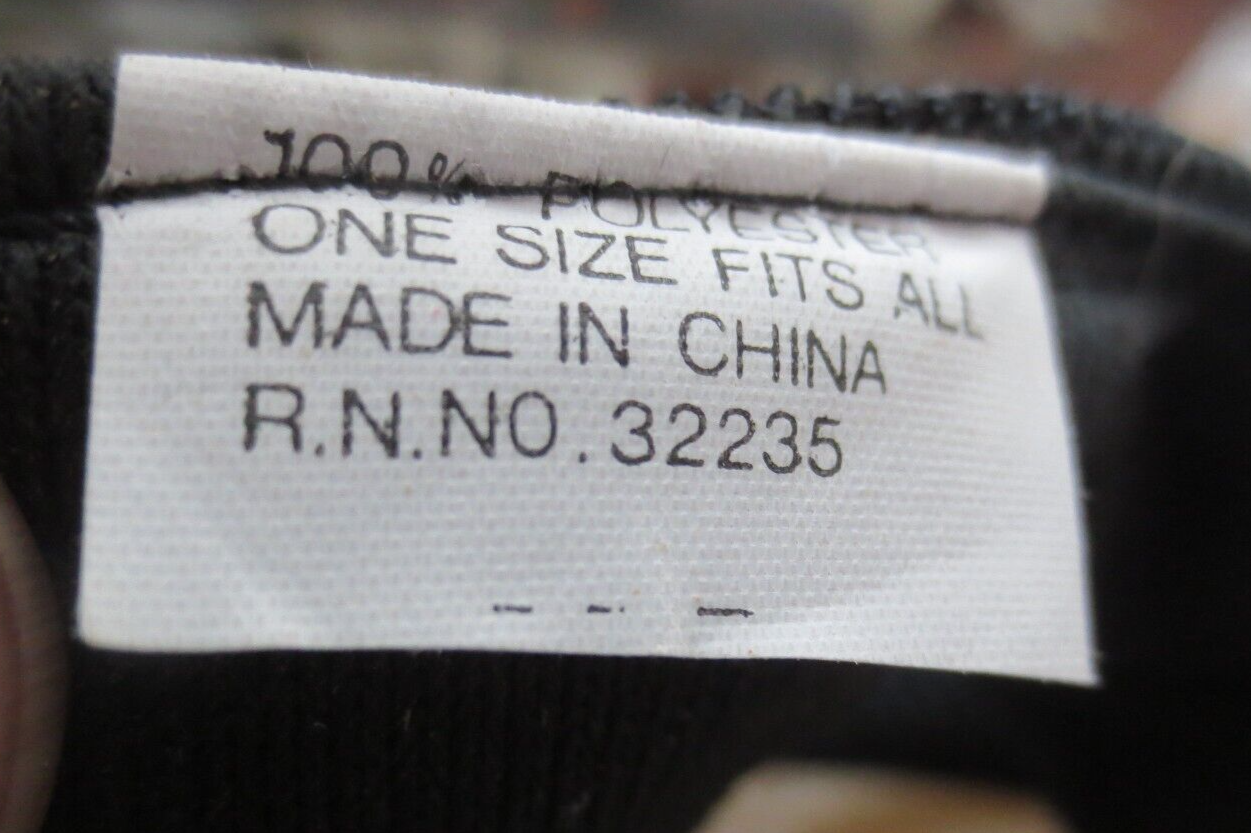 100% POLYESTER
ONE SIZE FITS ALL
MADE IN CHINA
R.N.NO.32235